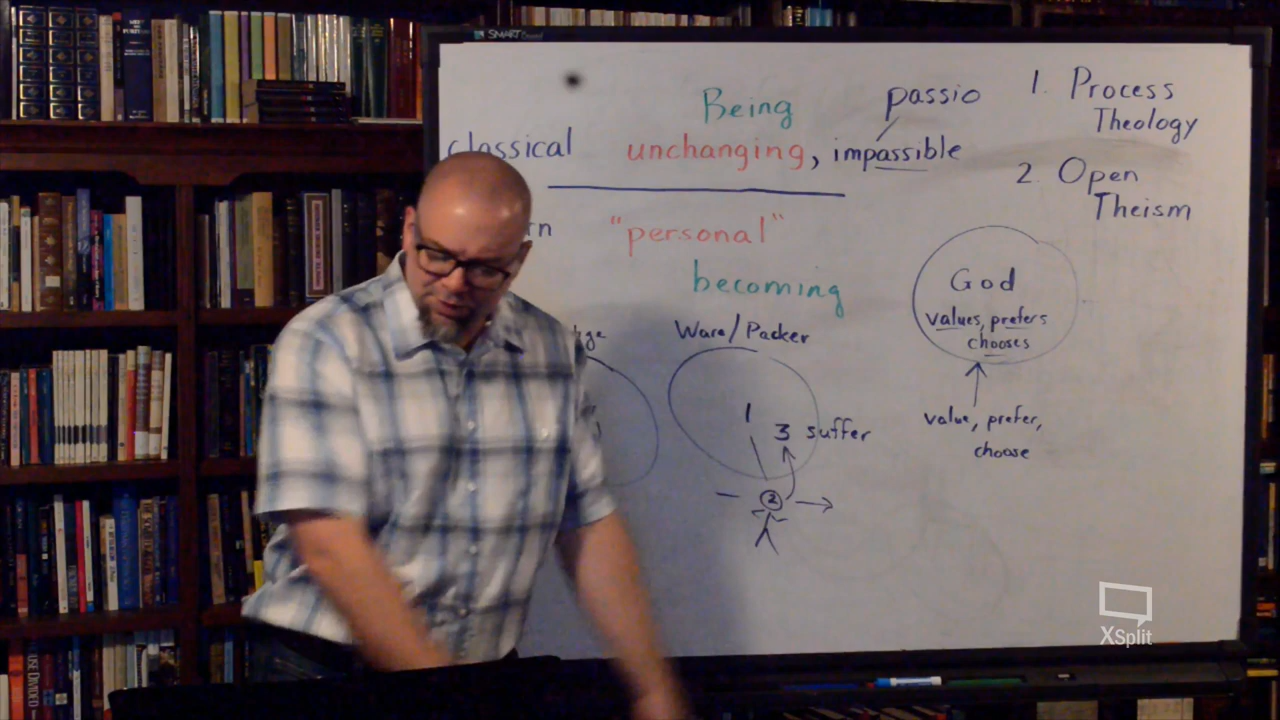 SMART
Being
passio
classical
unchanging, impassible
"personal"
becoming
1. Process
Theology
2. Open
Theism
Ware/Packer
1
3 suffer
2
God
values, prefers
chooses
value, prefer,
choose
XSplit